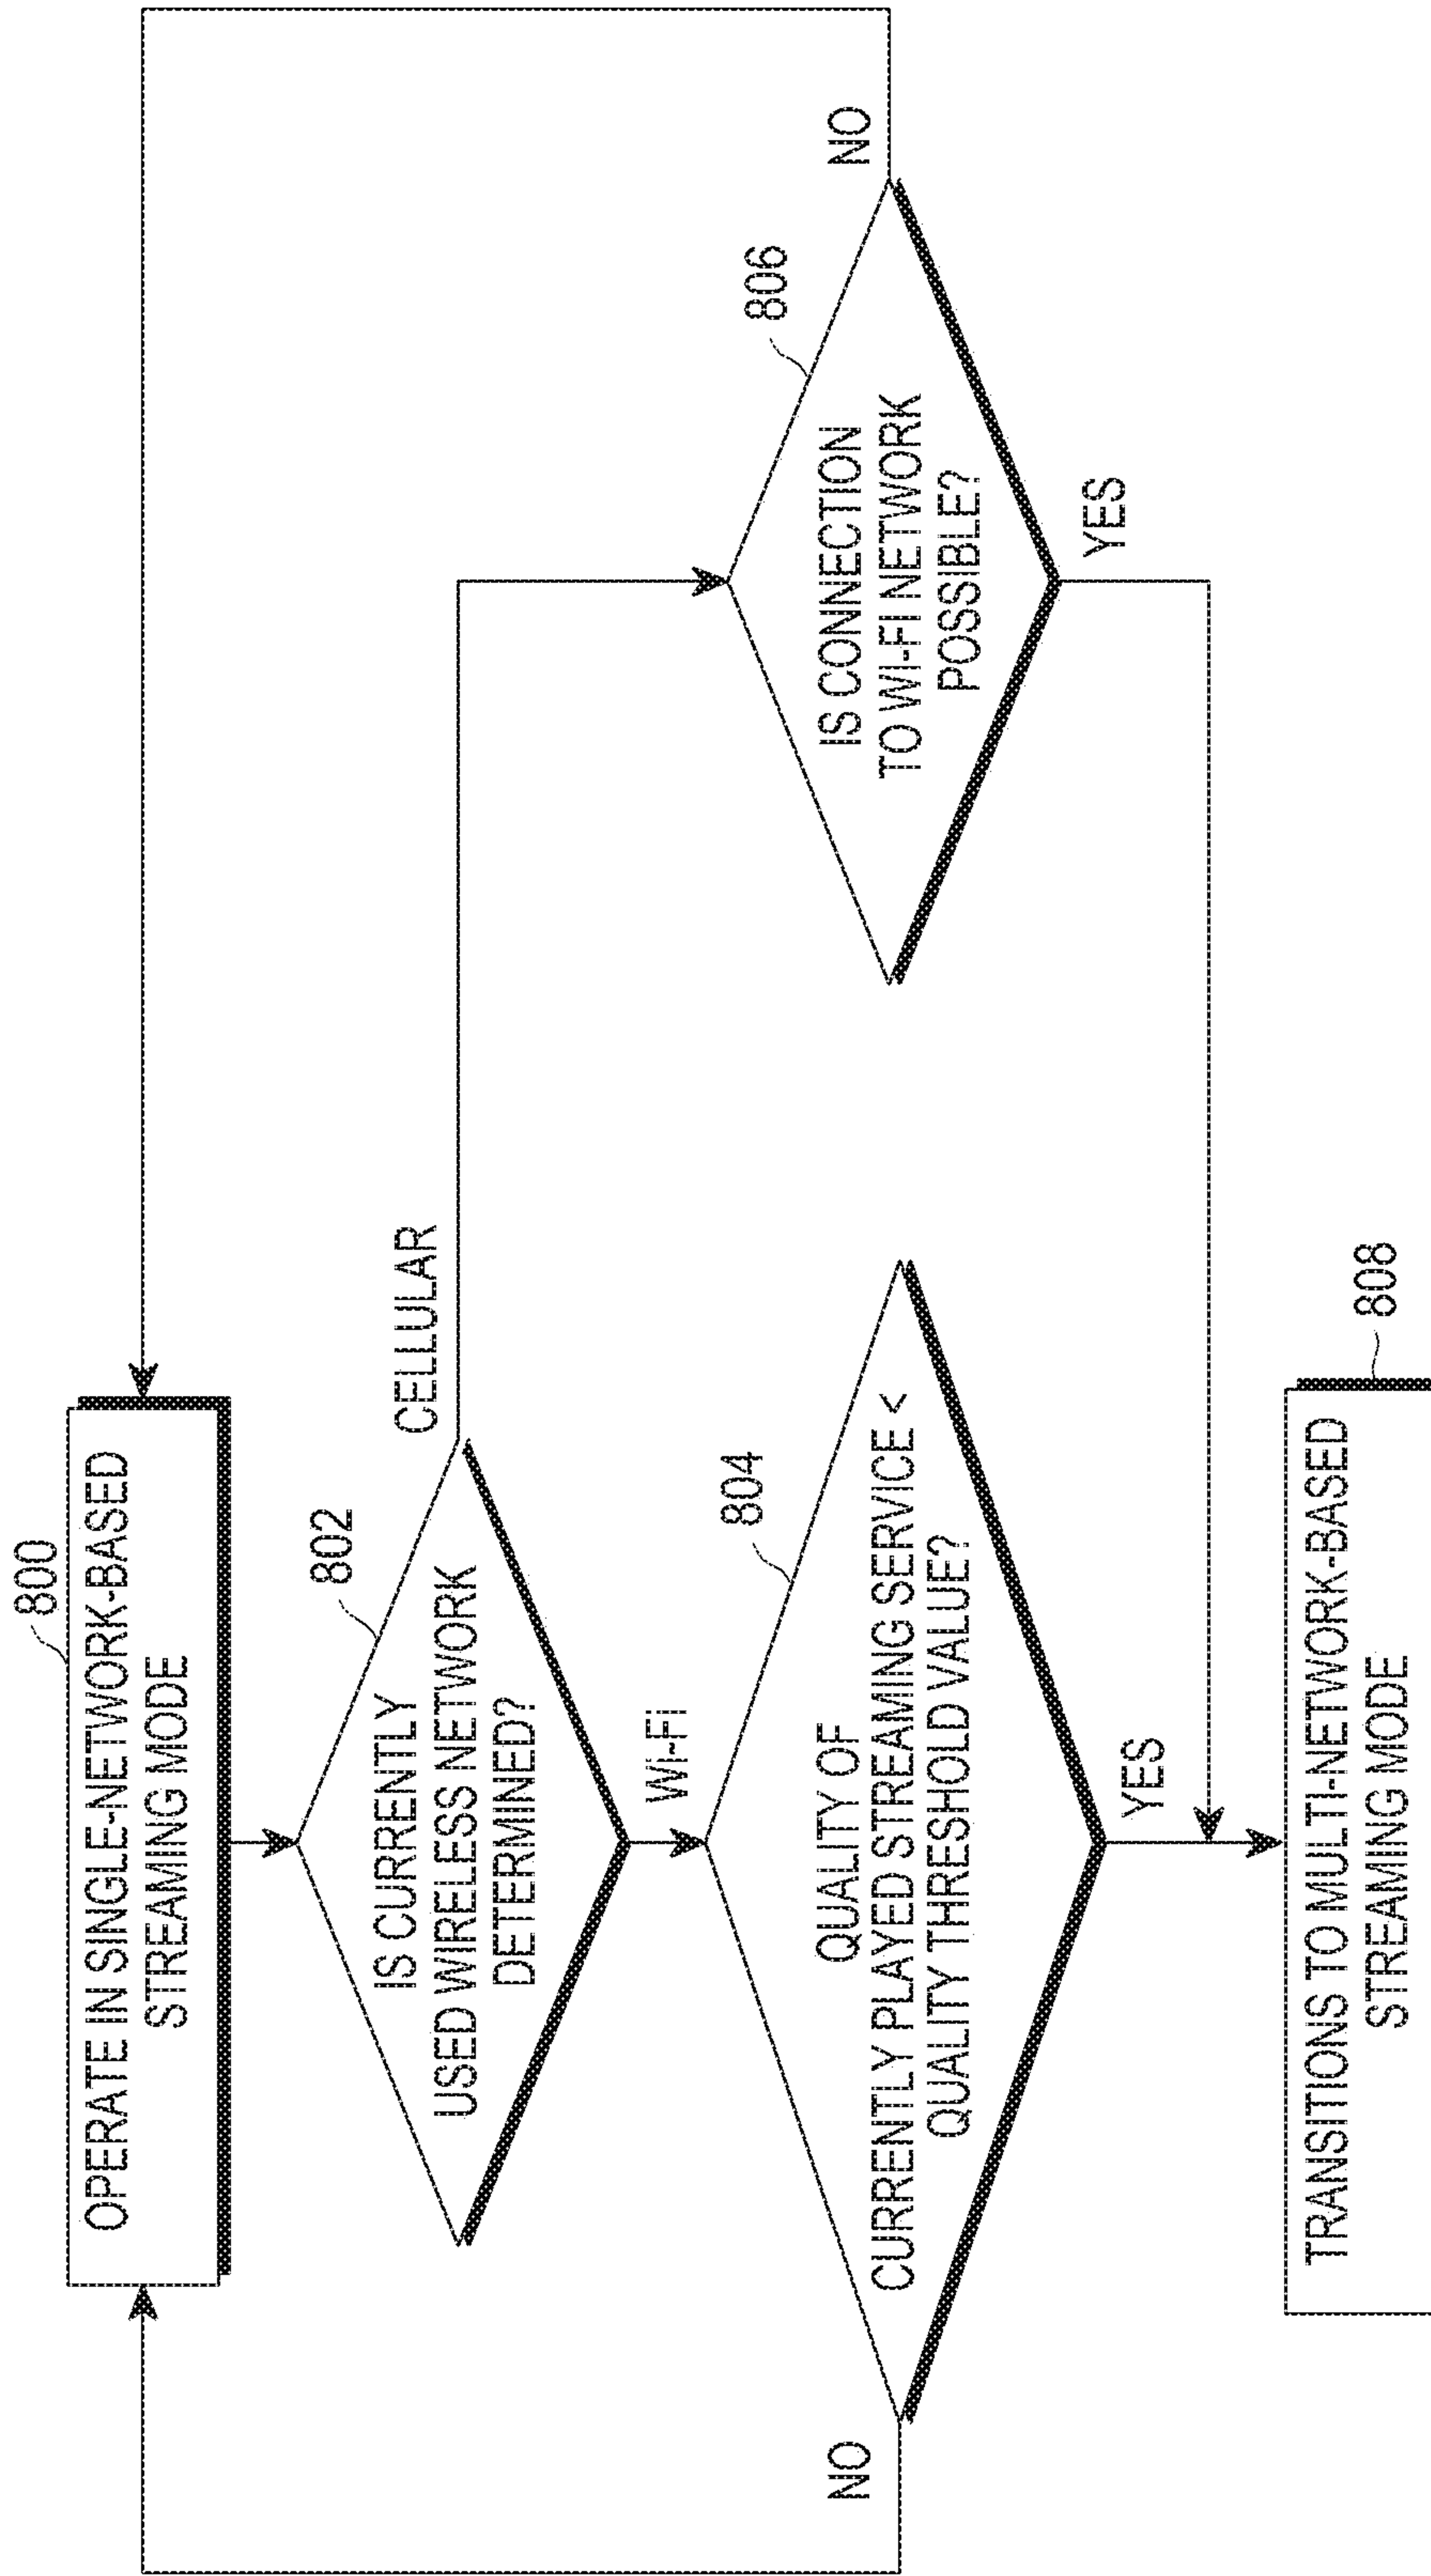 800
OPERATE IN SINGLE-NETWORK-BASED
STREAMING MODE
802
IS CURRENTLY
USED WIRELESS NETWORK
DETERMINED?
CELLULAR
Wi-Fi
804
QUALITY OF
CURRENTLY PLAYED STREAMING SERVICE <
QUALITY THRESHOLD VALUE?
NO
YES
806
IS CONNECTION
TO WI-FI NETWORK
POSSIBLE?
NO
YES
TRANSITIONS TO MULTI-NETWORK-BASED
STREAMING MODE
808